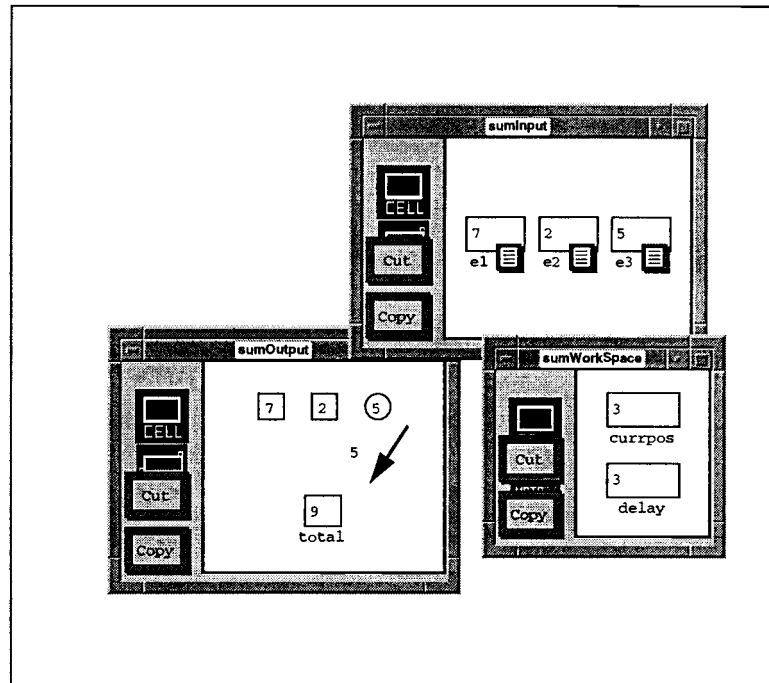 sumInput
CELL
Cut
Copy
7 2 5
e1 e2 e3
sumOutput
CELL
Cut
Copy
7 2 5
5
9
total
sumWorkSpace
Cut
Copy
3
currpos
3
delay